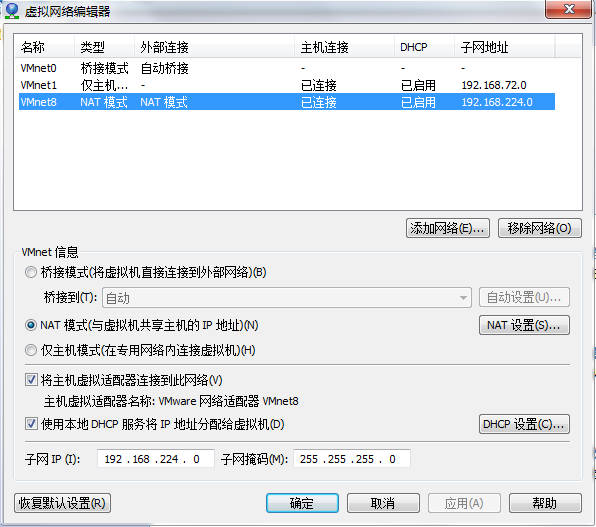 虚拟网络编辑器
名称 类型 外部连接 主机连接 DHCP 子网地址
VMnet0 桥接模式 自动桥接 - - -
VMnet1 仅主机... - 已连接 已启用 192.168.72.0
VMnet8 NAT 模式 NAT 模式 已连接 已启用 192.168.224.0
添加网络(E)... 移除网络(O)
VMnet 信息
桥接模式(将虚拟机直接连接到外部网络)(B)
桥接到(T): 自动 自动设置(U)...
NAT 模式(与虚拟机共享主机的 IP 地址)(N) NAT 设置(S)...
仅主机模式(在专用网络内连接虚拟机)(H)
将主机虚拟适配器连接到此网络(V)
主机虚拟适配器名称: VMware 网络适配器 VMnet8
使用本地 DHCP 服务将 IP 地址分配给虚拟机(D) DHCP 设置(C)...
子网 IP (I): 192 . 168 . 224 . 0 子网掩码(M): 255 . 255 . 255 . 0
恢复默认设置(R) 确定 取消 应用(A) 帮助